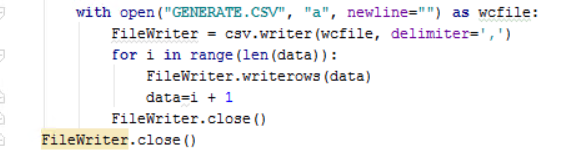 with open("GENERATE.CSV", "a", newline="") as wcfile:
FileWriter = csv.writer(wcfile, delimiter=',')
for i in range(len(data)):
FileWriter.writerows(data)
data=i + 1
FileWriter.close()
FileWriter.close()